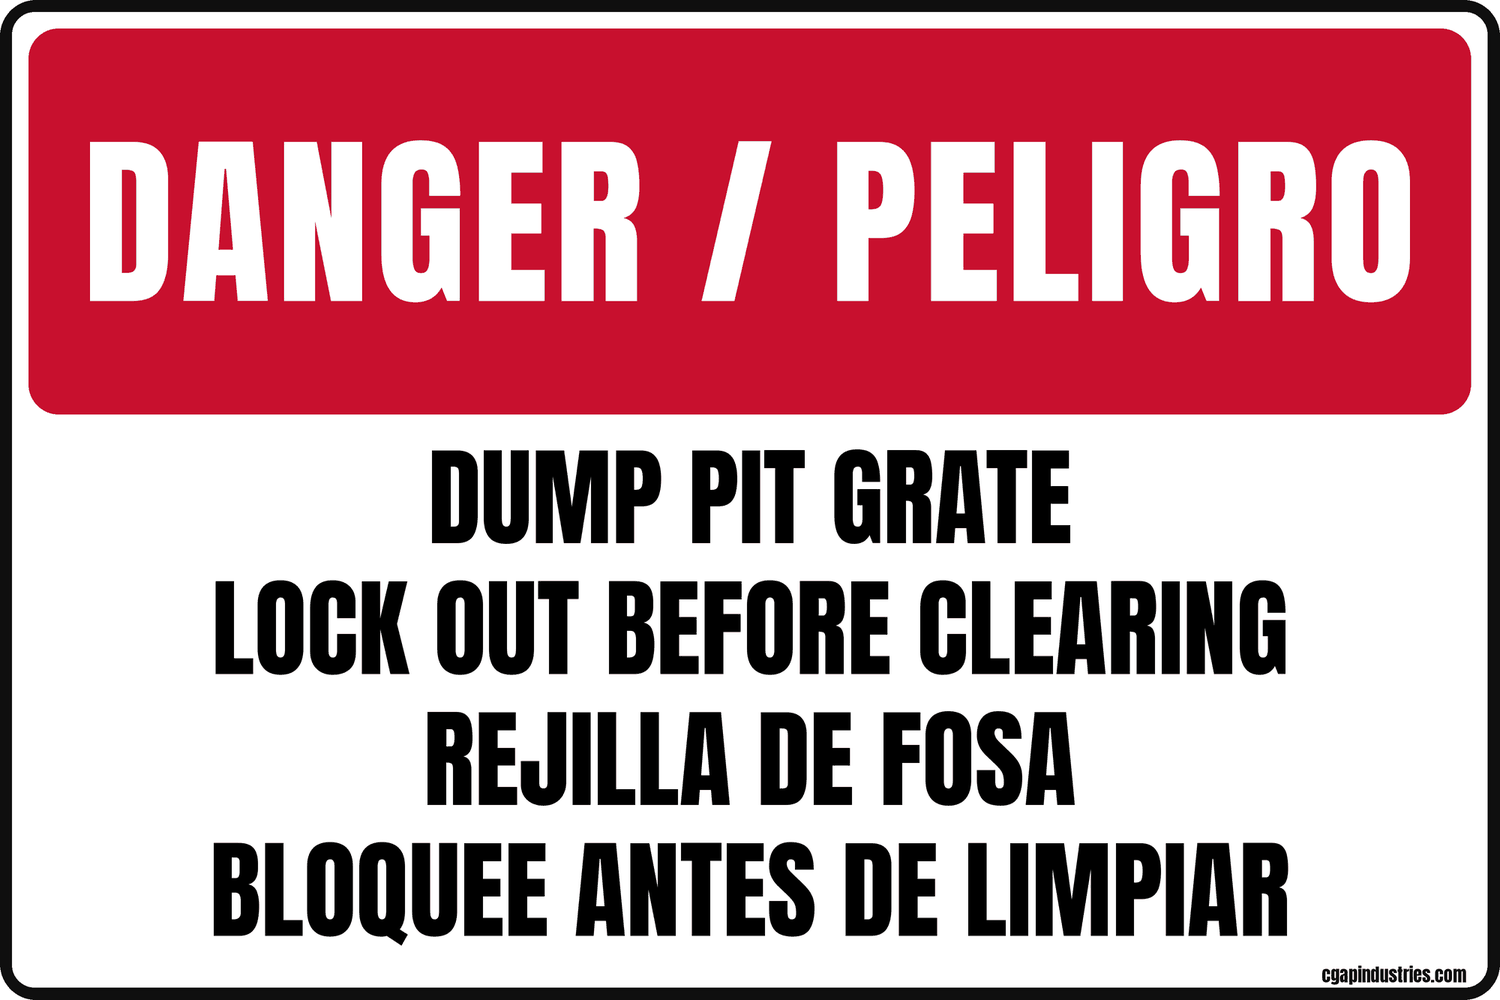 DANGER / PELIGRO
DUMP PIT GRATE
LOCK OUT BEFORE CLEARING
REJILLA DE FOSA
BLOQUEE ANTES DE LIMPIAR
cgapindustries.com